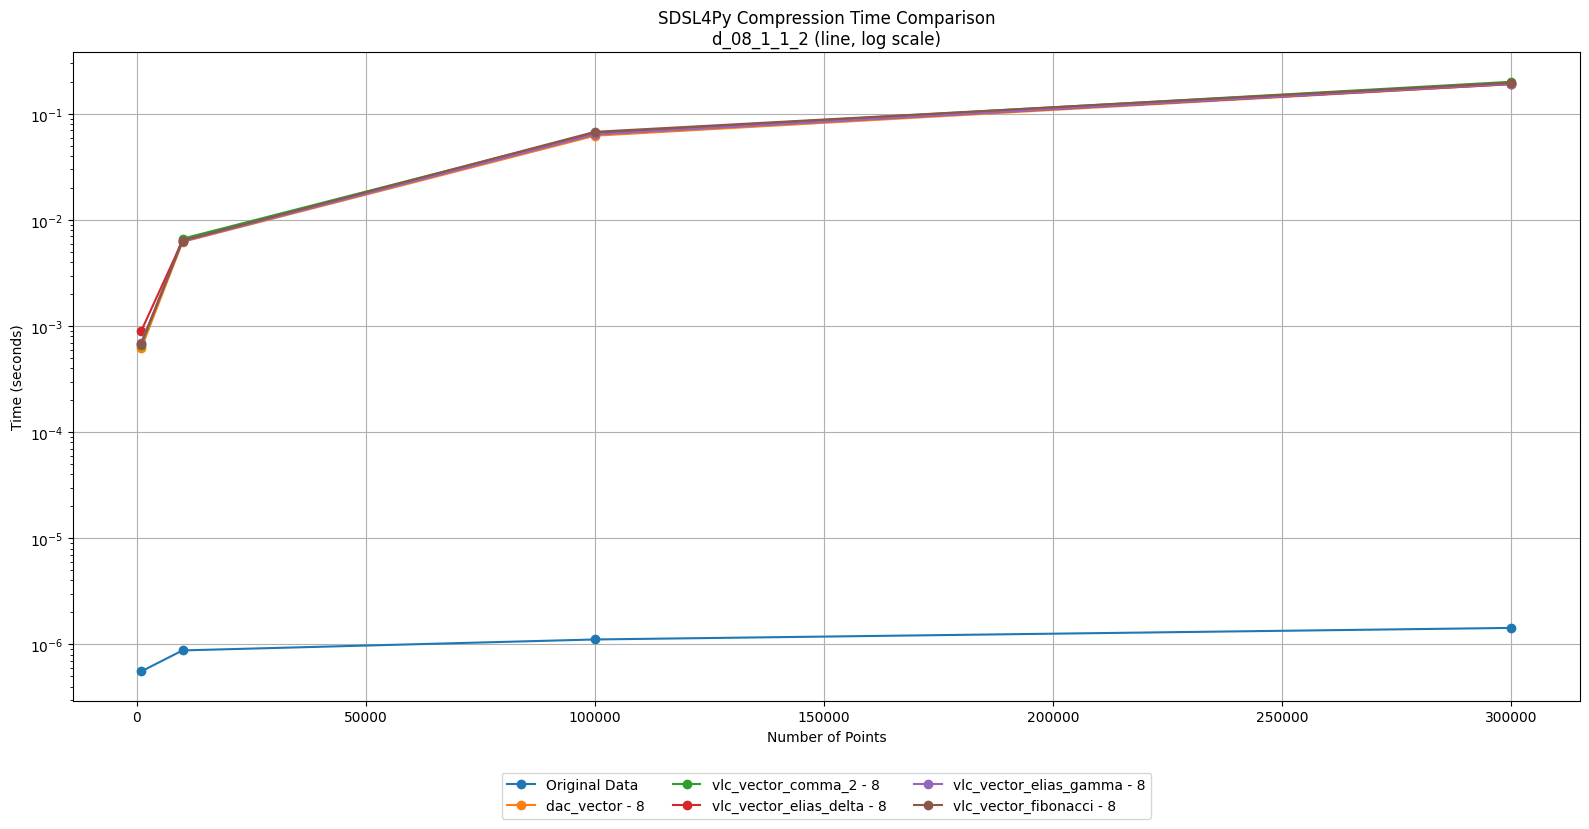 SDSL4Py Compression Time Comparison
d_08_1_1_2 (line, log scale)
Time (seconds)
10⁻¹
10⁻²
10⁻³
10⁻⁴
10⁻⁵
10⁻⁶
0 50000 100000 150000 200000 250000 300000
Number of Points
Original Data vlc_vector_comma_2 - 8 vlc_vector_elias_gamma - 8
dac_vector - 8 vlc_vector_elias_delta - 8 vlc_vector_fibonacci - 8